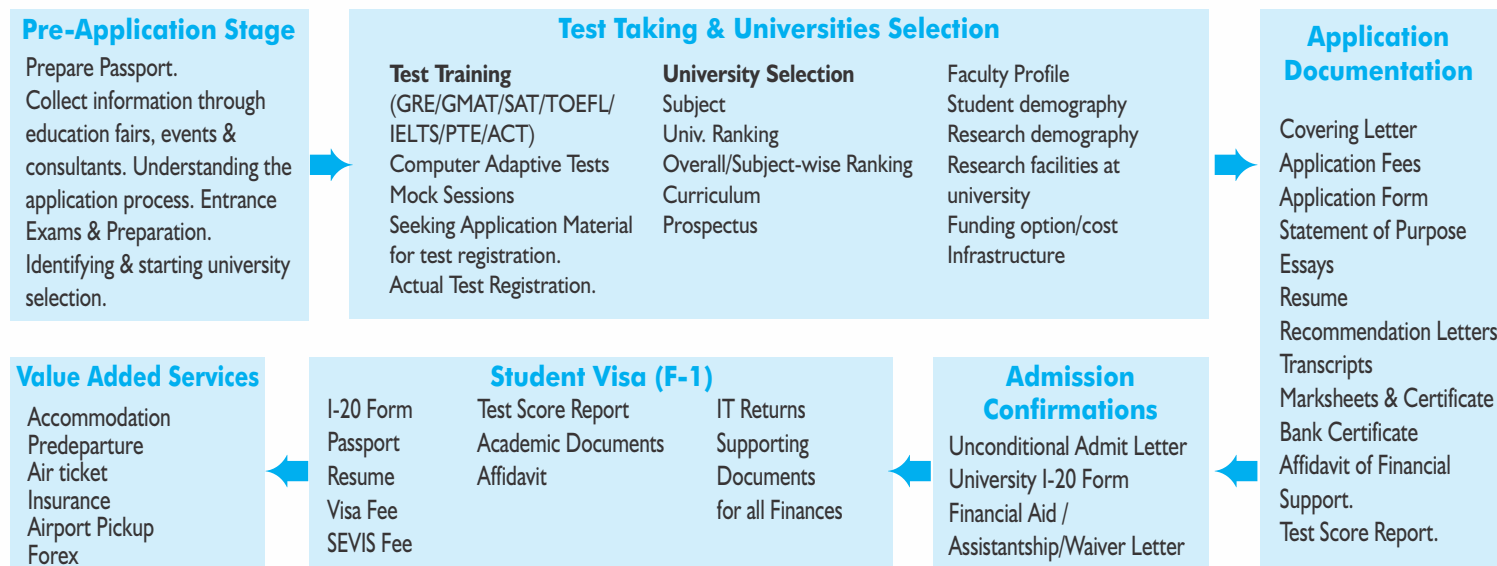 Pre-Application Stage
Prepare Passport.
Collect information through
education fairs, events &
consultants. Understanding the
application process. Entrance
Exams & Preparation.
Identifying & starting university
selection.
Test Taking & Universities Selection
Test Training
(GRE/GMAT/SAT/TOEFL/
IELTS/PTE/ACT)
Computer Adaptive Tests
Mock Sessions
Seeking Application Material
for test registration.
Actual Test Registration.
University Selection
Subject
Univ. Ranking
Overall/Subject-wise Ranking
Curriculum
Prospectus
Faculty Profile
Student demography
Research demography
Research facilities at
university
Funding option/cost
Infrastructure
Application
Documentation
Covering Letter
Application Fees
Application Form
Statement of Purpose
Essays
Resume
Recommendation Letters
Transcripts
Marksheets & Certificate
Bank Certificate
Affidavit of Financial
Support.
Test Score Report.
Admission
Confirmations
Unconditional Admit Letter
University I-20 Form
Financial Aid /
Assistantship/Waiver Letter
Student Visa (F-1)
I-20 Form
Passport
Resume
Visa Fee
SEVIS Fee
Test Score Report
Academic Documents
Affidavit
IT Returns
Supporting
Documents
for all Finances
Value Added Services
Accommodation
Predeparture
Air ticket
Insurance
Airport Pickup
Forex